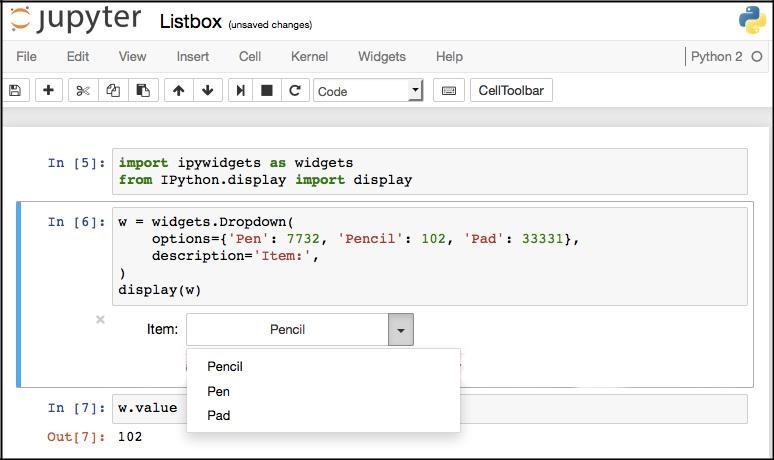 jupyter Listbox (unsaved changes)
File Edit View Insert Cell Kernel Widgets Help Python 2
Code CellToolbar
In [5]: import ipywidgets as widgets
from IPython.display import display
In [6]: w = widgets.Dropdown(
options={'Pen': 7732, 'Pencil': 102, 'Pad': 33331},
description='Item:',
)
display(w)
Item: Pencil
Pencil
Pen
Pad
In [7]: w.value
Out[7]: 102